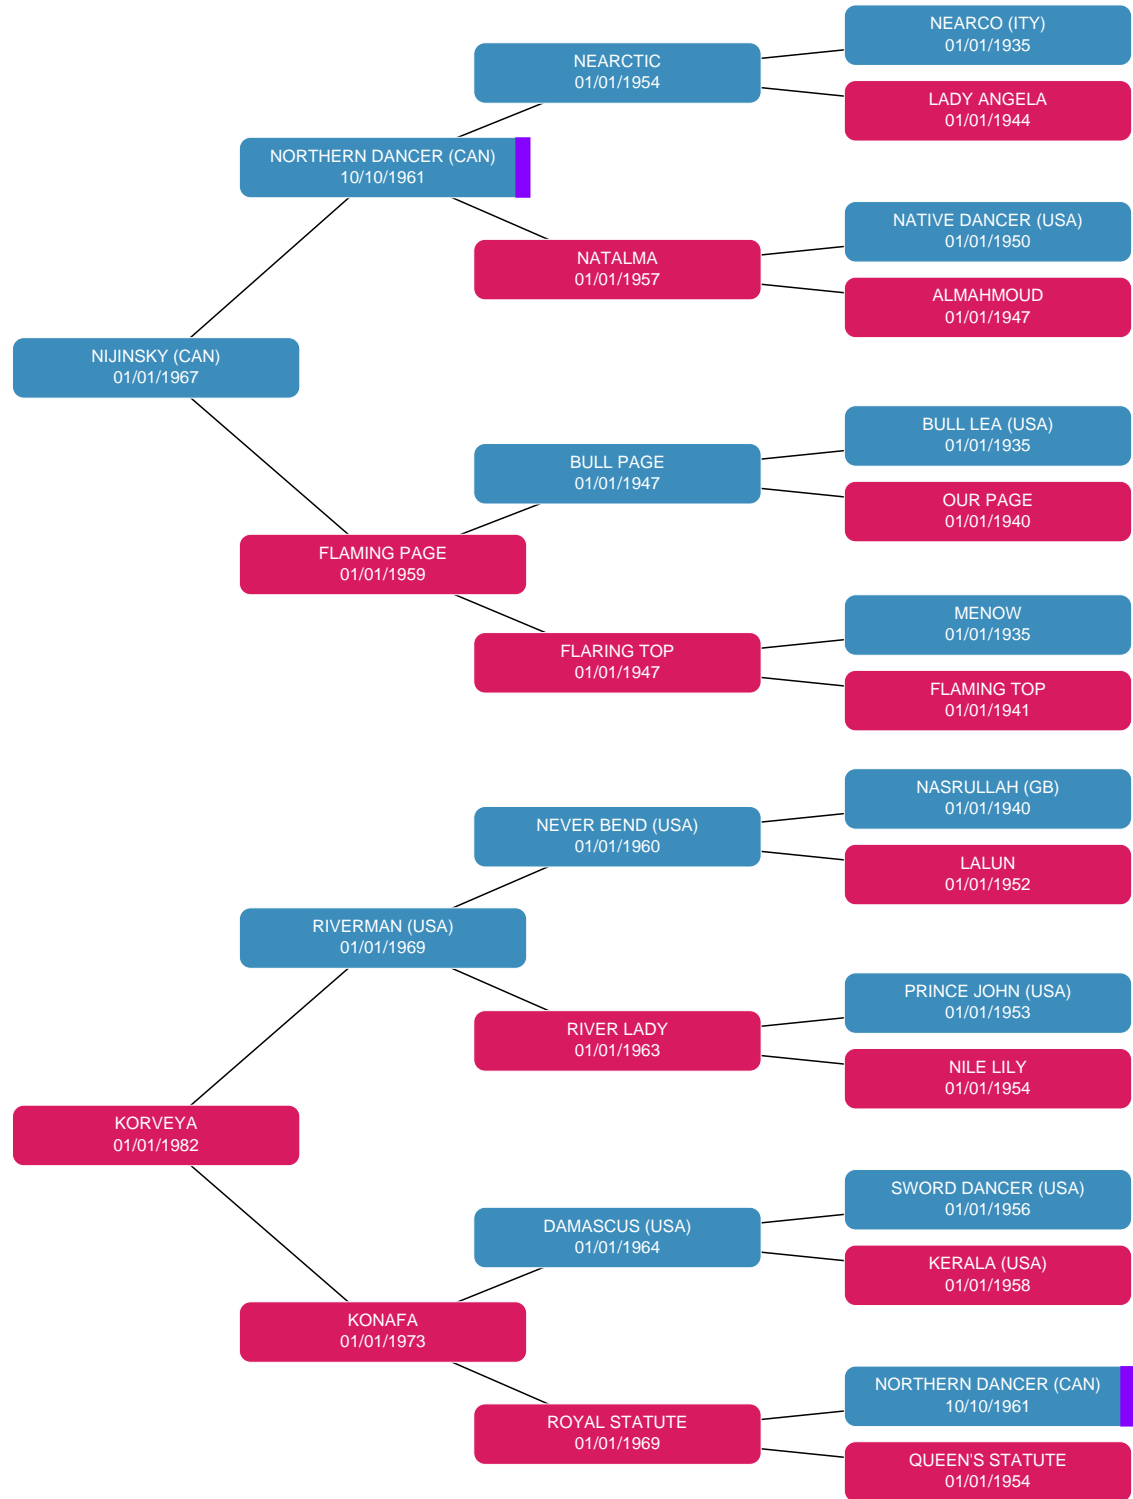 NEARCO (ITY)
01/01/1935
NEARCTIC
01/01/1954
LADY ANGELA
01/01/1944
NORTHERN DANCER (CAN)
10/10/1961
NATIVE DANCER (USA)
01/01/1950
NATALMA
01/01/1957
ALMAHMOUD
01/01/1947
NIJINSKY (CAN)
01/01/1967
BULL LEA (USA)
01/01/1935
BULL PAGE
01/01/1947
OUR PAGE
01/01/1940
FLAMING PAGE
01/01/1959
MENOW
01/01/1935
FLARING TOP
01/01/1947
FLAMING TOP
01/01/1941
NASRULLAH (GB)
01/01/1940
NEVER BEND (USA)
01/01/1960
LALUN
01/01/1952
RIVERMAN (USA)
01/01/1969
PRINCE JOHN (USA)
01/01/1953
RIVER LADY
01/01/1963
NILE LILY
01/01/1954
KORVEYA
01/01/1982
SWORD DANCER (USA)
01/01/1956
DAMASCUS (USA)
01/01/1964
KERALA (USA)
01/01/1958
KONAFA
01/01/1973
NORTHERN DANCER (CAN)
10/10/1961
ROYAL STATUTE
01/01/1969
QUEEN'S STATUTE
01/01/1954